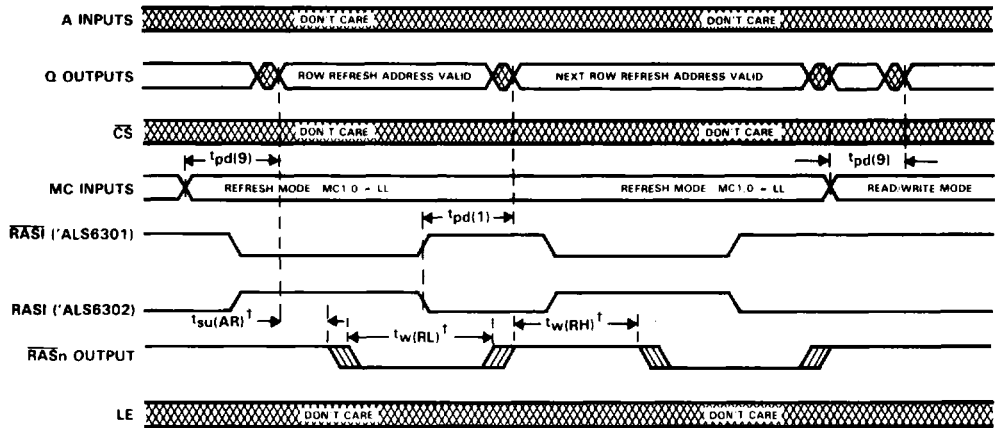 A INPUTS DON'T CARE DON'T CARE
Q OUTPUTS ROW REFRESH ADDRESS VALID NEXT ROW REFRESH ADDRESS VALID
CS DON'T CARE DON'T CARE
tpd(9) tpd(9)
MC INPUTS REFRESH MODE MC1,0 = LL REFRESH MODE MC1,0 = LL READ/WRITE MODE
tpd(1)
RASI ('ALS6301)
RASI ('ALS6302)
tsu(AR)† tw(RL)† tw(RH)†
RASn OUTPUT
LE DON'T CARE DON'T CARE